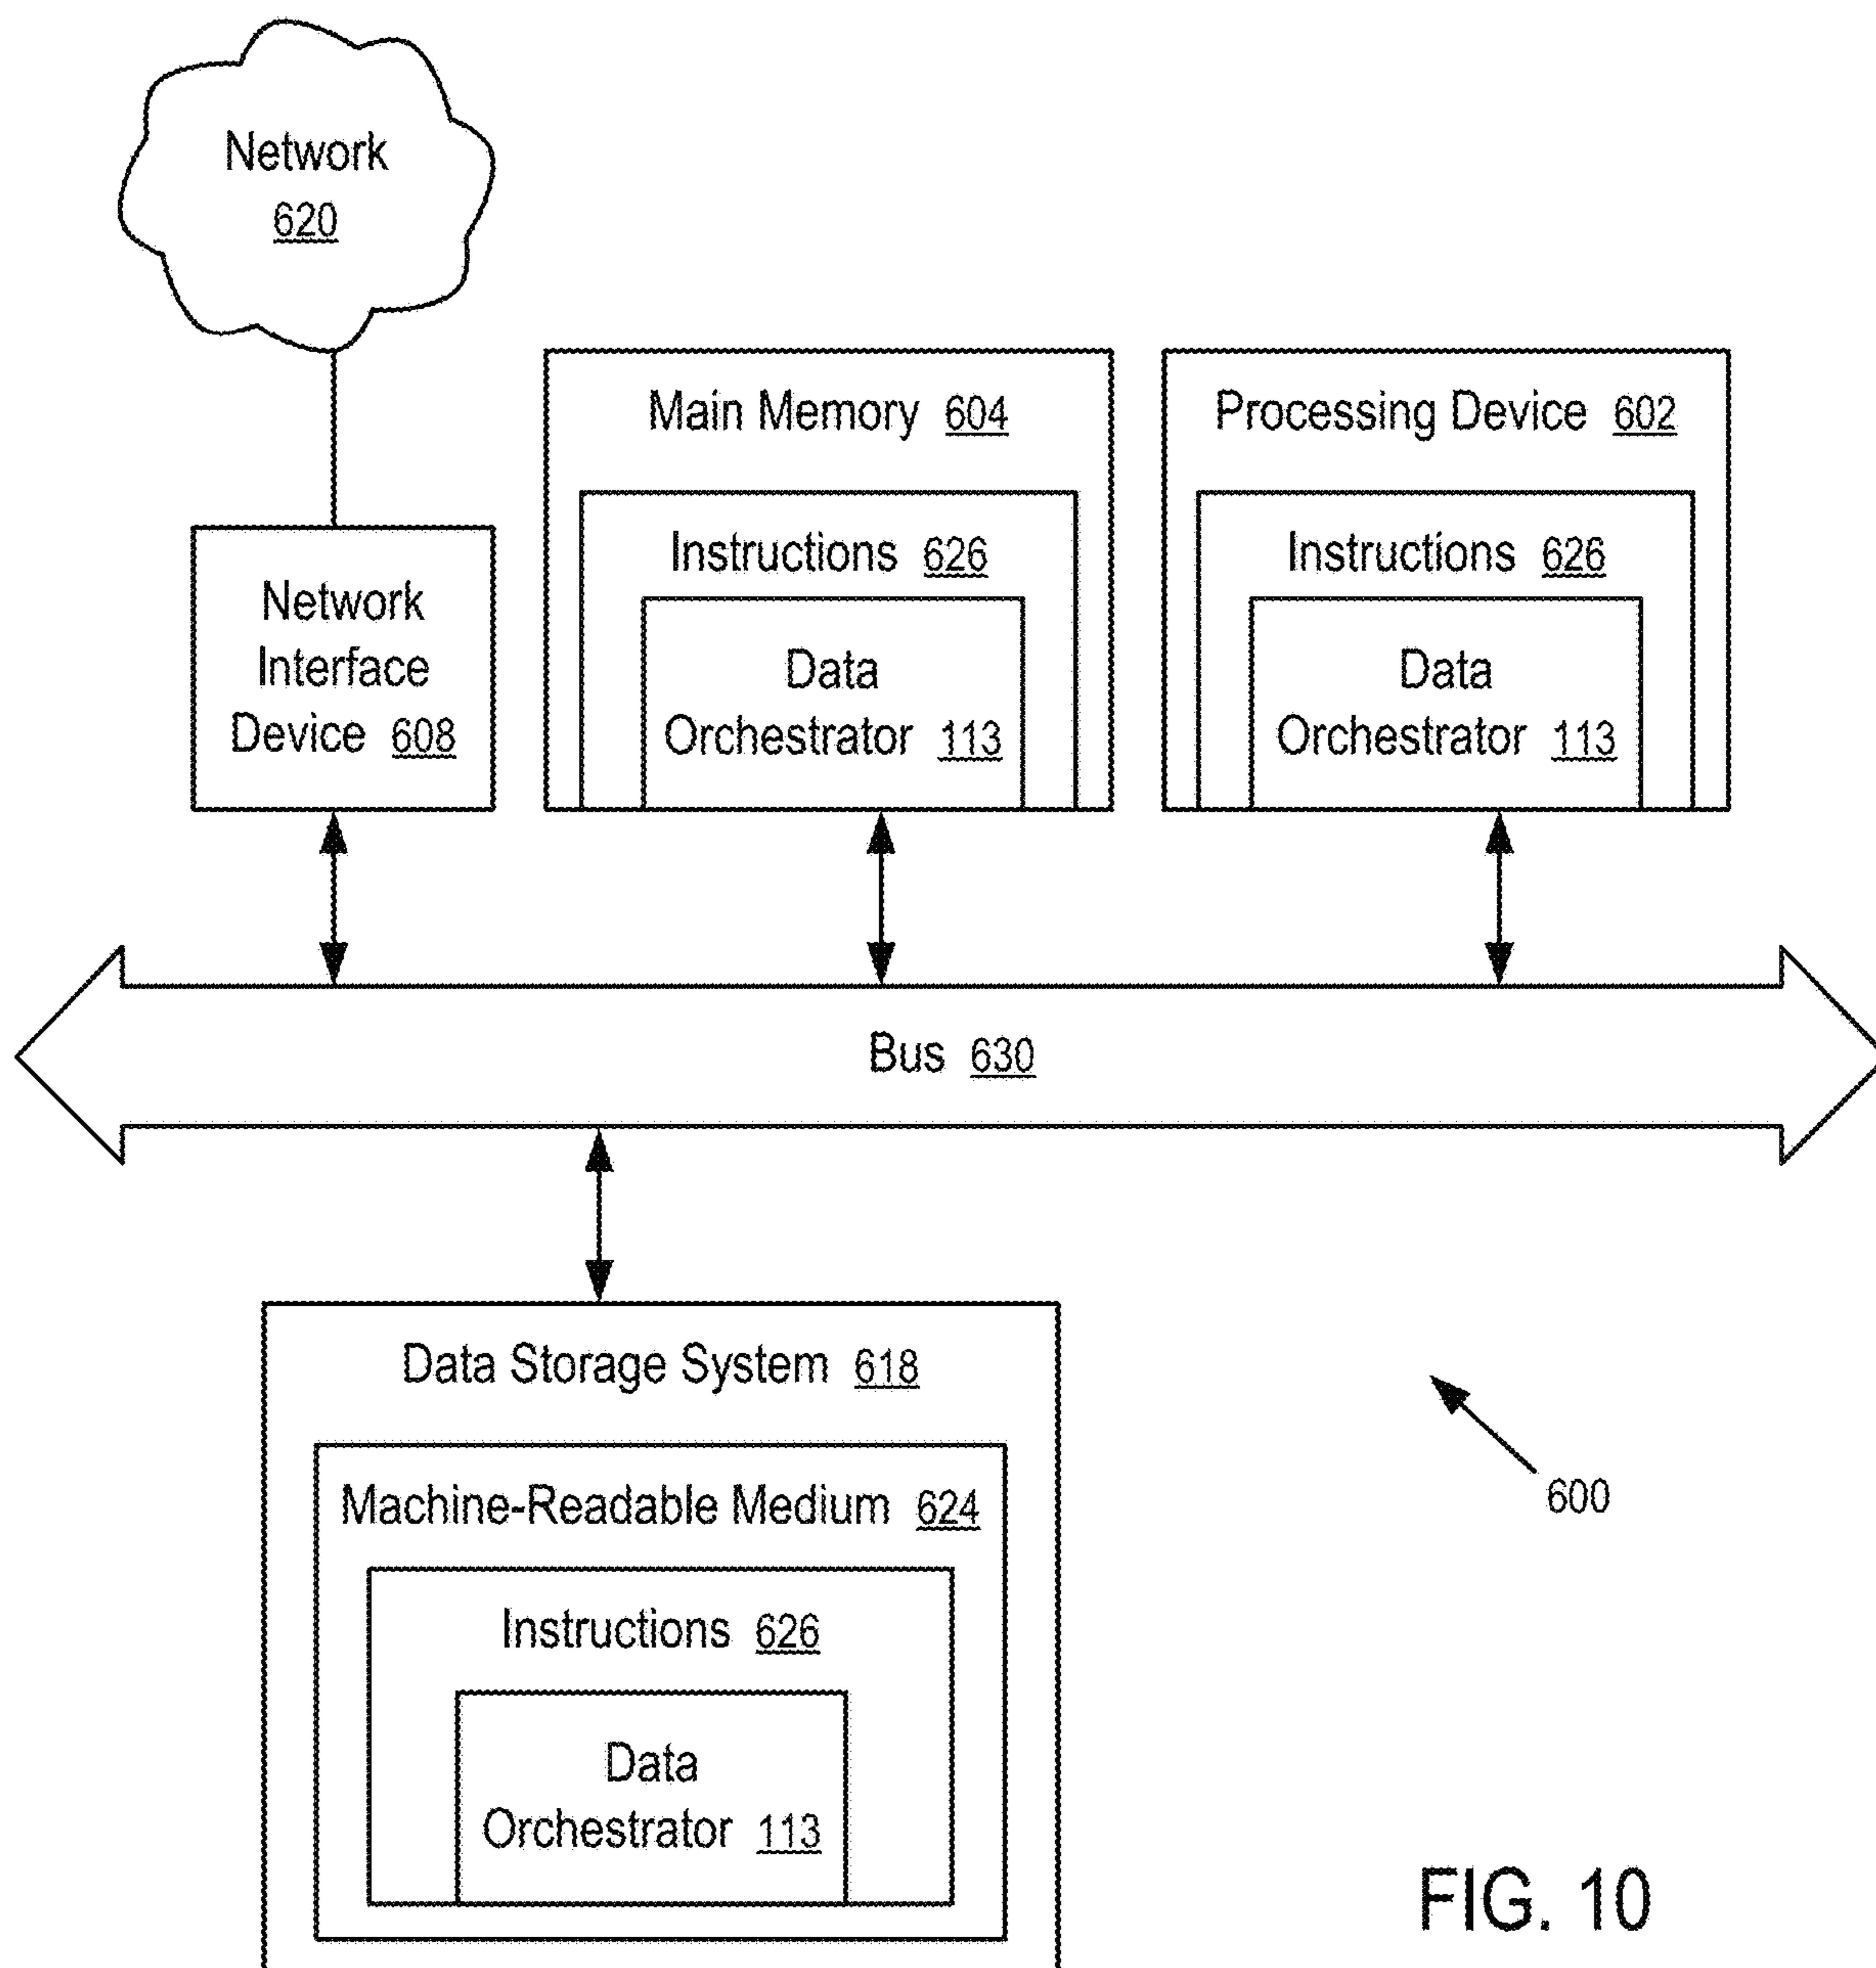 Network
620
Main Memory 604
Processing Device 602
Instructions 626
Instructions 626
Network
Interface
Device 608
Data
Orchestrator 113
Data
Orchestrator 113
Bus 630
Data Storage System 618
Machine-Readable Medium 624
600
Instructions 626
Data
Orchestrator 113
FIG. 10